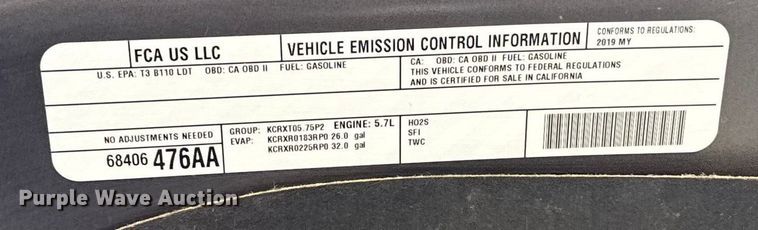 FCA US LLC
VEHICLE EMISSION CONTROL INFORMATION
CONFORMS TO REGULATIONS:
2019 MY
U.S. EPA: T3 B110 LDT OBD: CA OBD II FUEL: GASOLINE
CA: OBD: CA OBD II FUEL: GASOLINE
THIS VEHICLE CONFORMS TO FEDERAL REGULATIONS
AND IS CERTIFIED FOR SALE IN CALIFORNIA
NO ADJUSTMENTS NEEDED
68406 476AA
GROUP: KCRXT05.75P2 ENGINE: 5.7L
EVAP: KCRXR0183RP0 26.0 gal
KCRXR0225RP0 32.0 gal
HO2S
SFI
TWC
Purple Wave Auction